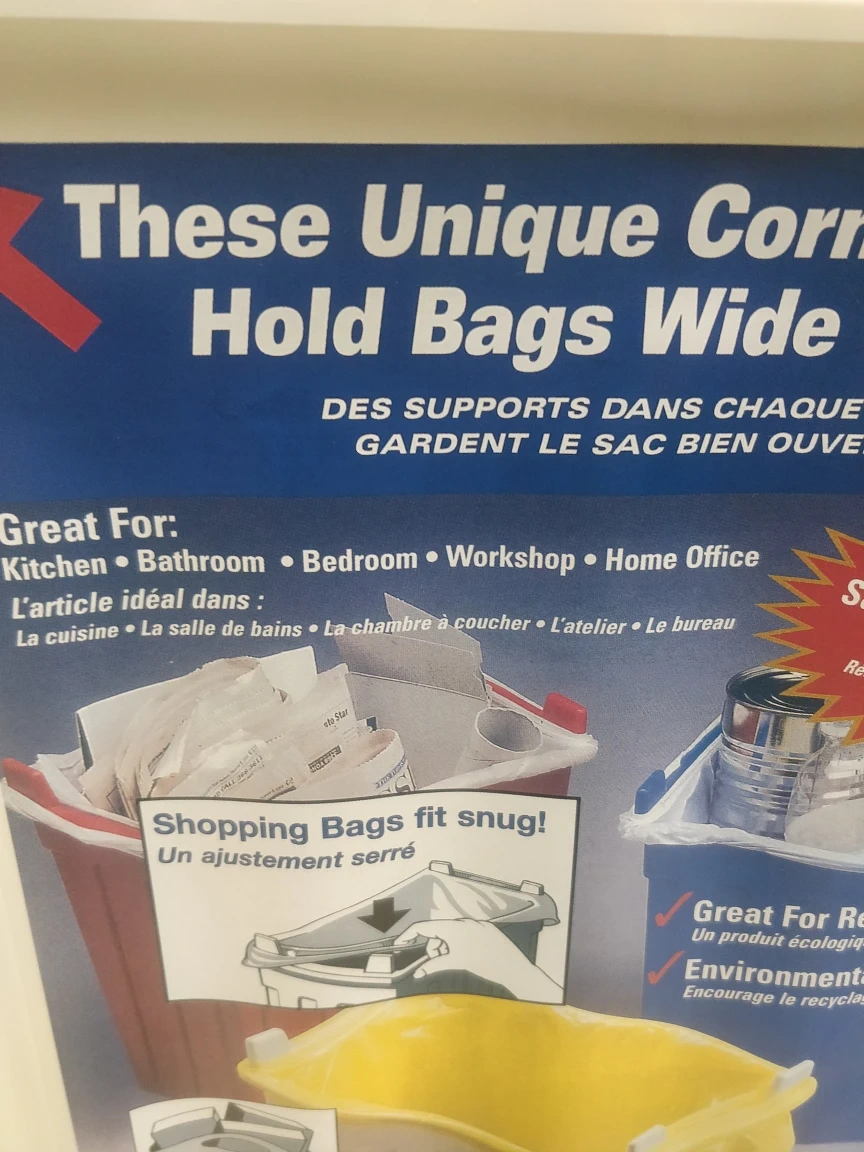 These Unique Corn
Hold Bags Wide
DES SUPPORTS DANS CHAQUE
GARDENT LE SAC BIEN OUVE
Great For:
Kitchen • Bathroom • Bedroom • Workshop • Home Office
L'article idéal dans :
La cuisine • La salle de bains • La chambre à coucher • L'atelier • Le bureau
Shopping Bags fit snug!
Un ajustement serré
Great For Re
Un produit écologiq
Environmenta
Encourage le recycla